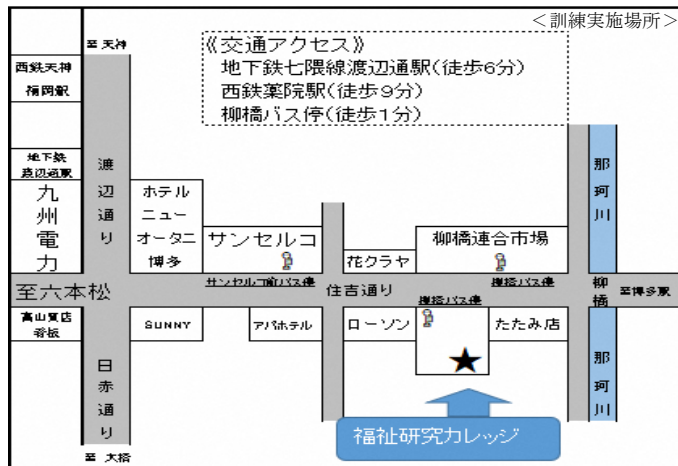 <訓練実施場所>
至 天神
《交通アクセス》
地下鉄七隈線渡辺通駅(徒歩6分)
西鉄薬院駅(徒歩9分)
柳橋バス停(徒歩1分)
西鉄天神
福岡駅
地下鉄
渡辺通駅
渡辺通り
九州電力
ホテル
ニュー
オータニ
博多
サンセルコ
花クラヤ
柳橋連合市場
那珂川
サンセルコ前バス停
柳橋バス停
至六本松
住吉通り
柳橋バス停
柳橋
至博多駅
高山質店
看板
SUNNY
アパホテル
ローソン
たたみ店
日赤通り
那珂川
福祉研究カレッジ
至 大橋